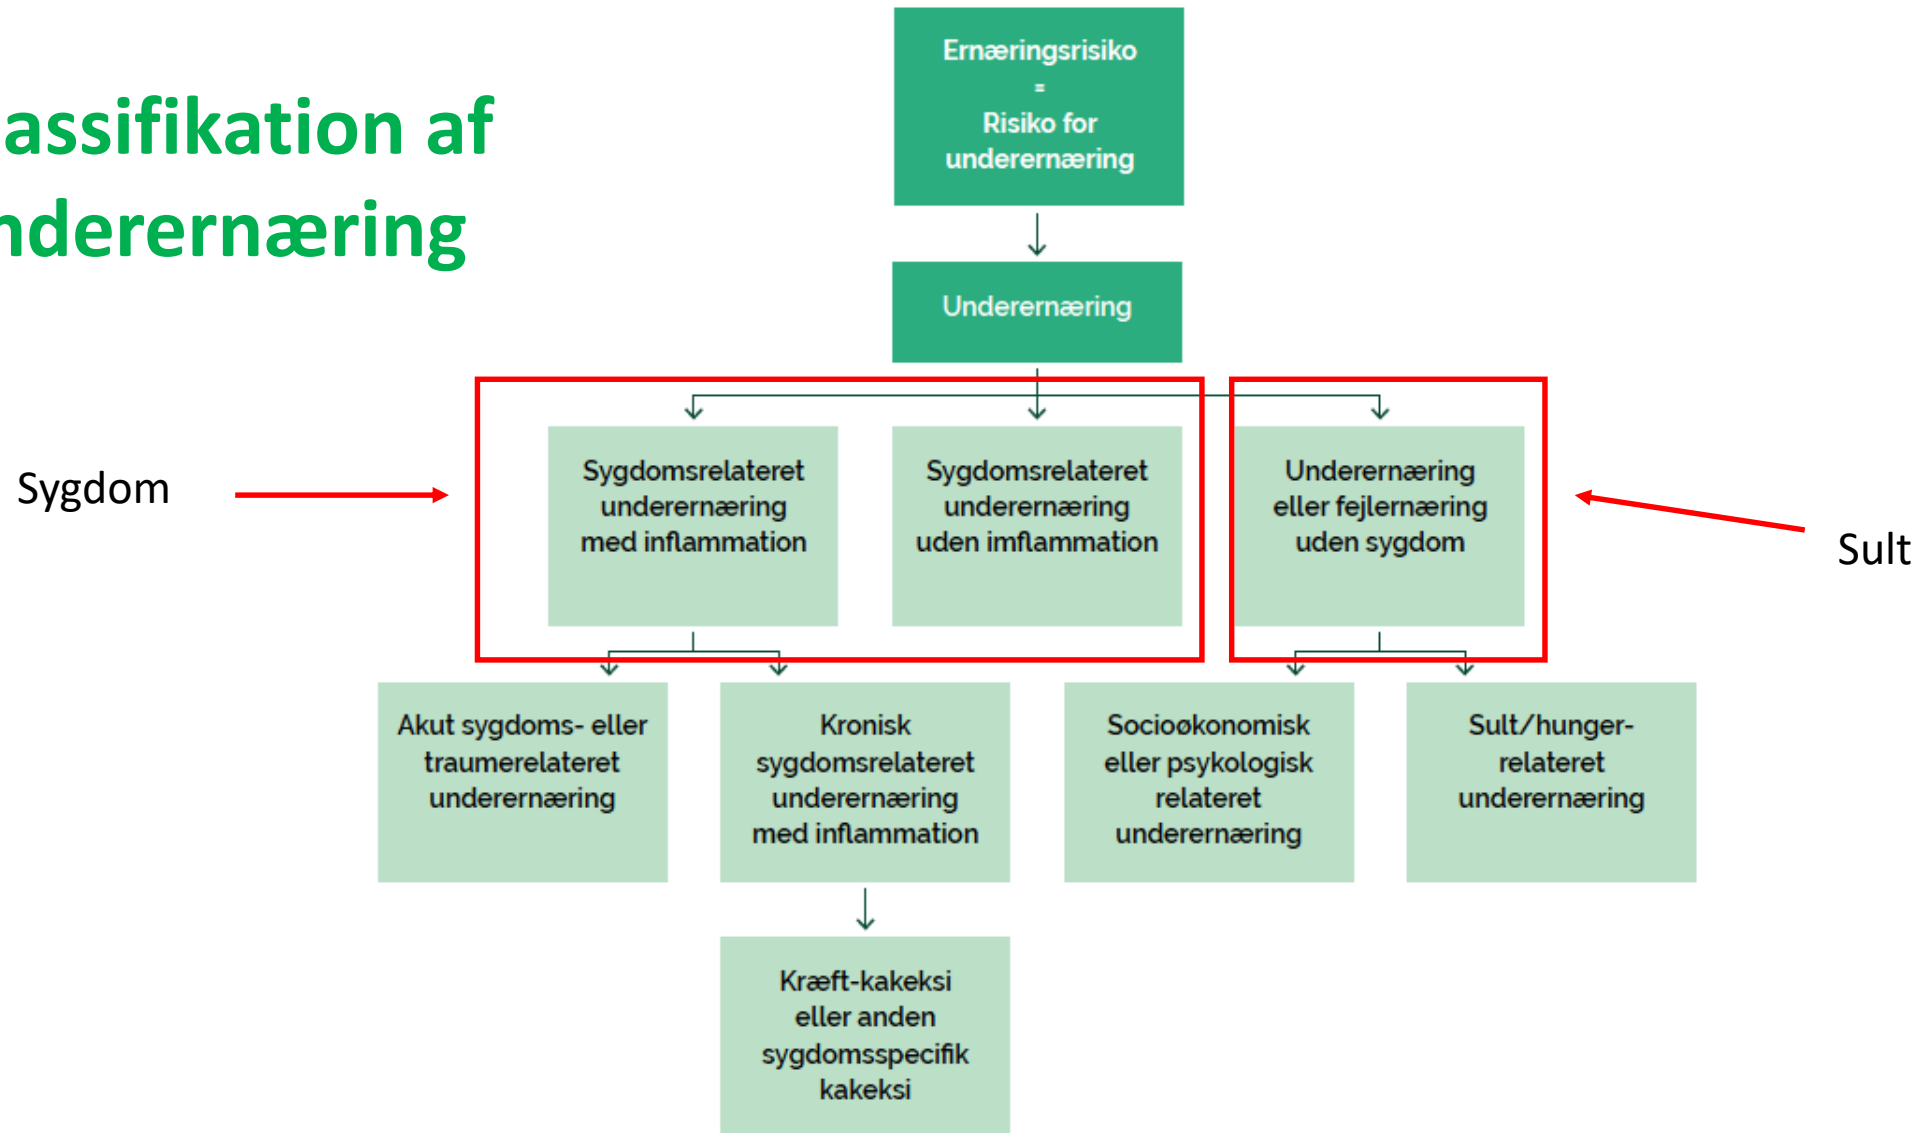 assifikation af
nderernæring
Ernæringsrisiko
=
Risiko for
underernæring
Underernæring
Sygdom
Sygdomsrelateret
underernæring
med inflammation
Sygdomsrelateret
underernæring
uden imflammation
Underernæring
eller fejlernæring
uden sygdom
Sult
Akut sygdoms- eller
traumerelateret
underernæring
Kronisk
sygdomsrelateret
underernæring
med inflammation
Socioøkonomisk
eller psykologisk
relateret
underernæring
Sult/hunger-
relateret
underernæring
Kræft-kakeksi
eller anden
sygdomsspecifik
kakeksi